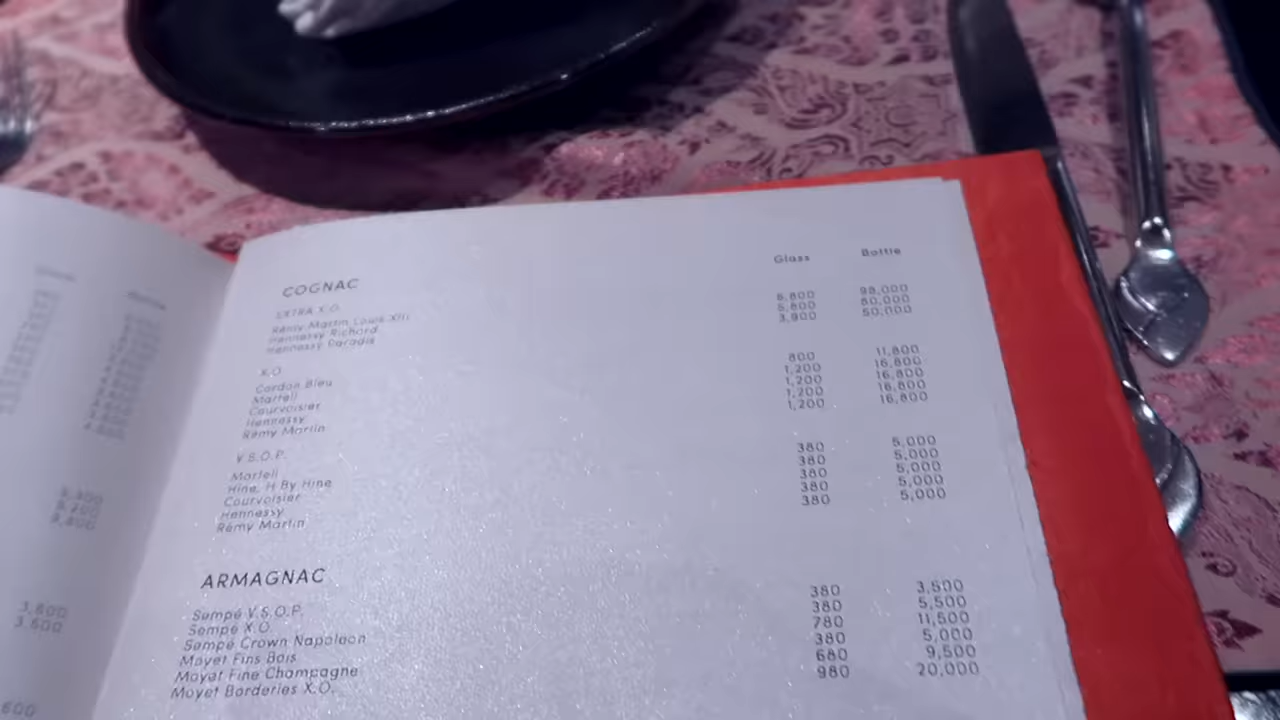 Glass Bottle
COGNAC
EXTRA X.O.
Rémy Martin Louis XIII 6,800 98,000
Hennessy Richard 5,800 80,000
Hennessy Paradis 3,900 50,000
X.O.
Cordon Bleu 800 11,800
Martell 1,200 16,800
Courvoisier 1,200 16,800
Hennessy 1,200 16,800
Rémy Martin 1,200 16,800
V.S.O.P.
Martell 380 5,000
Hine, H By Hine 380 5,000
Courvoisier 380 5,000
Hennessy 380 5,000
Rémy Martin 380 5,000
ARMAGNAC
Sempé V.S.O.P. 380 3,500
Sempé X.O. 380 5,500
Sempé Crown Napoleon 780 11,500
Moyet Fins Bois 380 5,000
Moyet Fine Champagne 680 9,500
Moyet Borderies X.O. 980 20,000
3,600
3,600